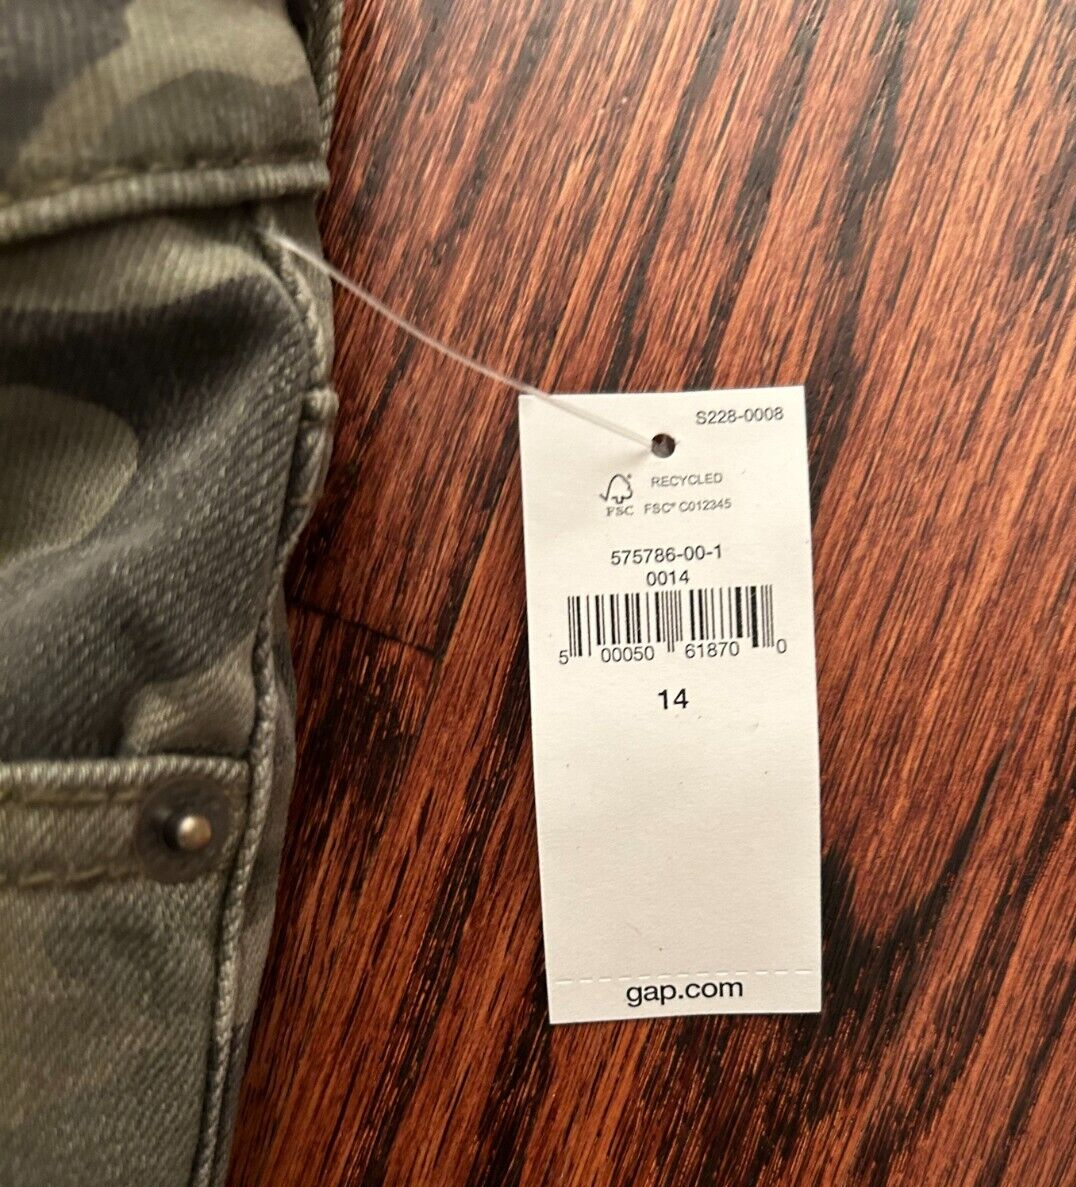 S228-0008
RECYCLED
FSC FSC® C012345
575786-00-1
0014
5 00050 61870 0
14
gap.com